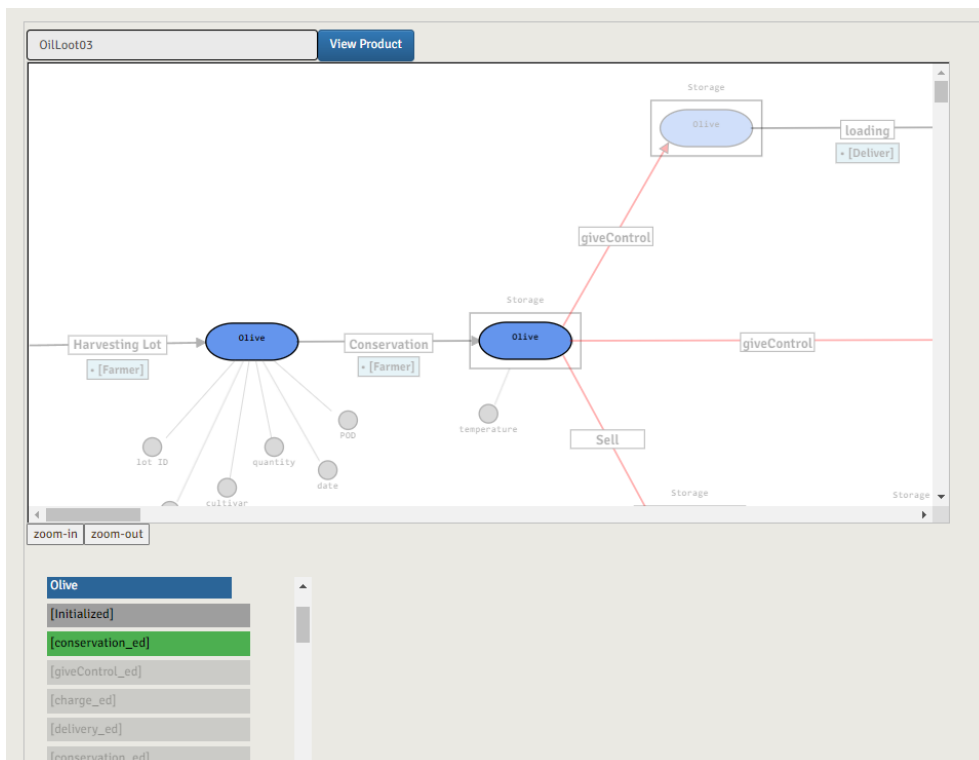 OilLoot03
View Product
Storage
Olive
loading
• [Deliver]
giveControl
Storage
Harvesting Lot
• [Farmer]
Olive
Conservation
• [Farmer]
Olive
giveControl
lot ID
cultivar
quantity
date
POD
temperature
Sell
Storage
Storage
zoom-in
zoom-out
Olive
[Initialized]
[conservation_ed]
[giveControl_ed]
[charge_ed]
[delivery_ed]
[conservation_ed]